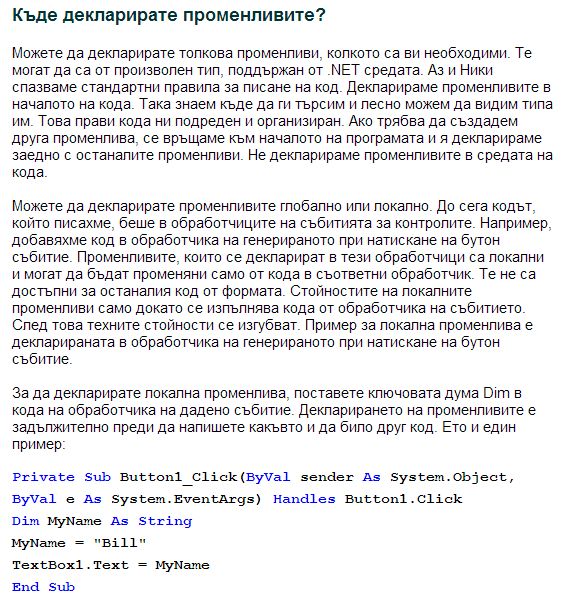 Къде декларирате променливите?
Можете да декларирате толкова променливи, колкото са ви необходими. Те
могат да са от произволен тип, поддържан от .NET средата. Аз и Ники
спазваме стандартни правила за писане на код. Декларираме променливите в
началото на кода. Така знаем къде да ги търсим и лесно можем да видим типа
им. Това прави кода ни подреден и организиран. Ако трябва да създадем
друга променлива, се връщаме към началото на програмата и я декларираме
заедно с останалите променливи. Не декларираме променливите в средата на
кода.
Можете да декларирате променливите глобално или локално. До сега кодът,
който писахме, беше в обработчиците на събитията за контролите. Например,
добавяхме код в обработчика на генерираното при натискане на бутон
събитие. Променливите, които се декларират в тези обработчици са локални
и могат да бъдат променяни само от кода в съответни обработчик. Те не са
достъпни за останалия код от формата. Стойностите на локалните
променливи само докато се изпълнява кода от обработчика на събитието.
След това техните стойности се изгубват. Пример за локална променлива е
декларираната в обработчика на генерираното при натискане на бутон
събитие.
За да декларирате локална променлива, поставете ключовата дума Dim в
кода на обработчика на дадено събитие. Декларирането на променливите е
задължително преди да напишете какъвто и да било друг код. Ето и един
пример:
Private Sub Button1_Click(ByVal sender As System.Object,
ByVal e As System.EventArgs) Handles Button1.Click
Dim MyName As String
MyName = "Bill"
TextBox1.Text = MyName
End Sub